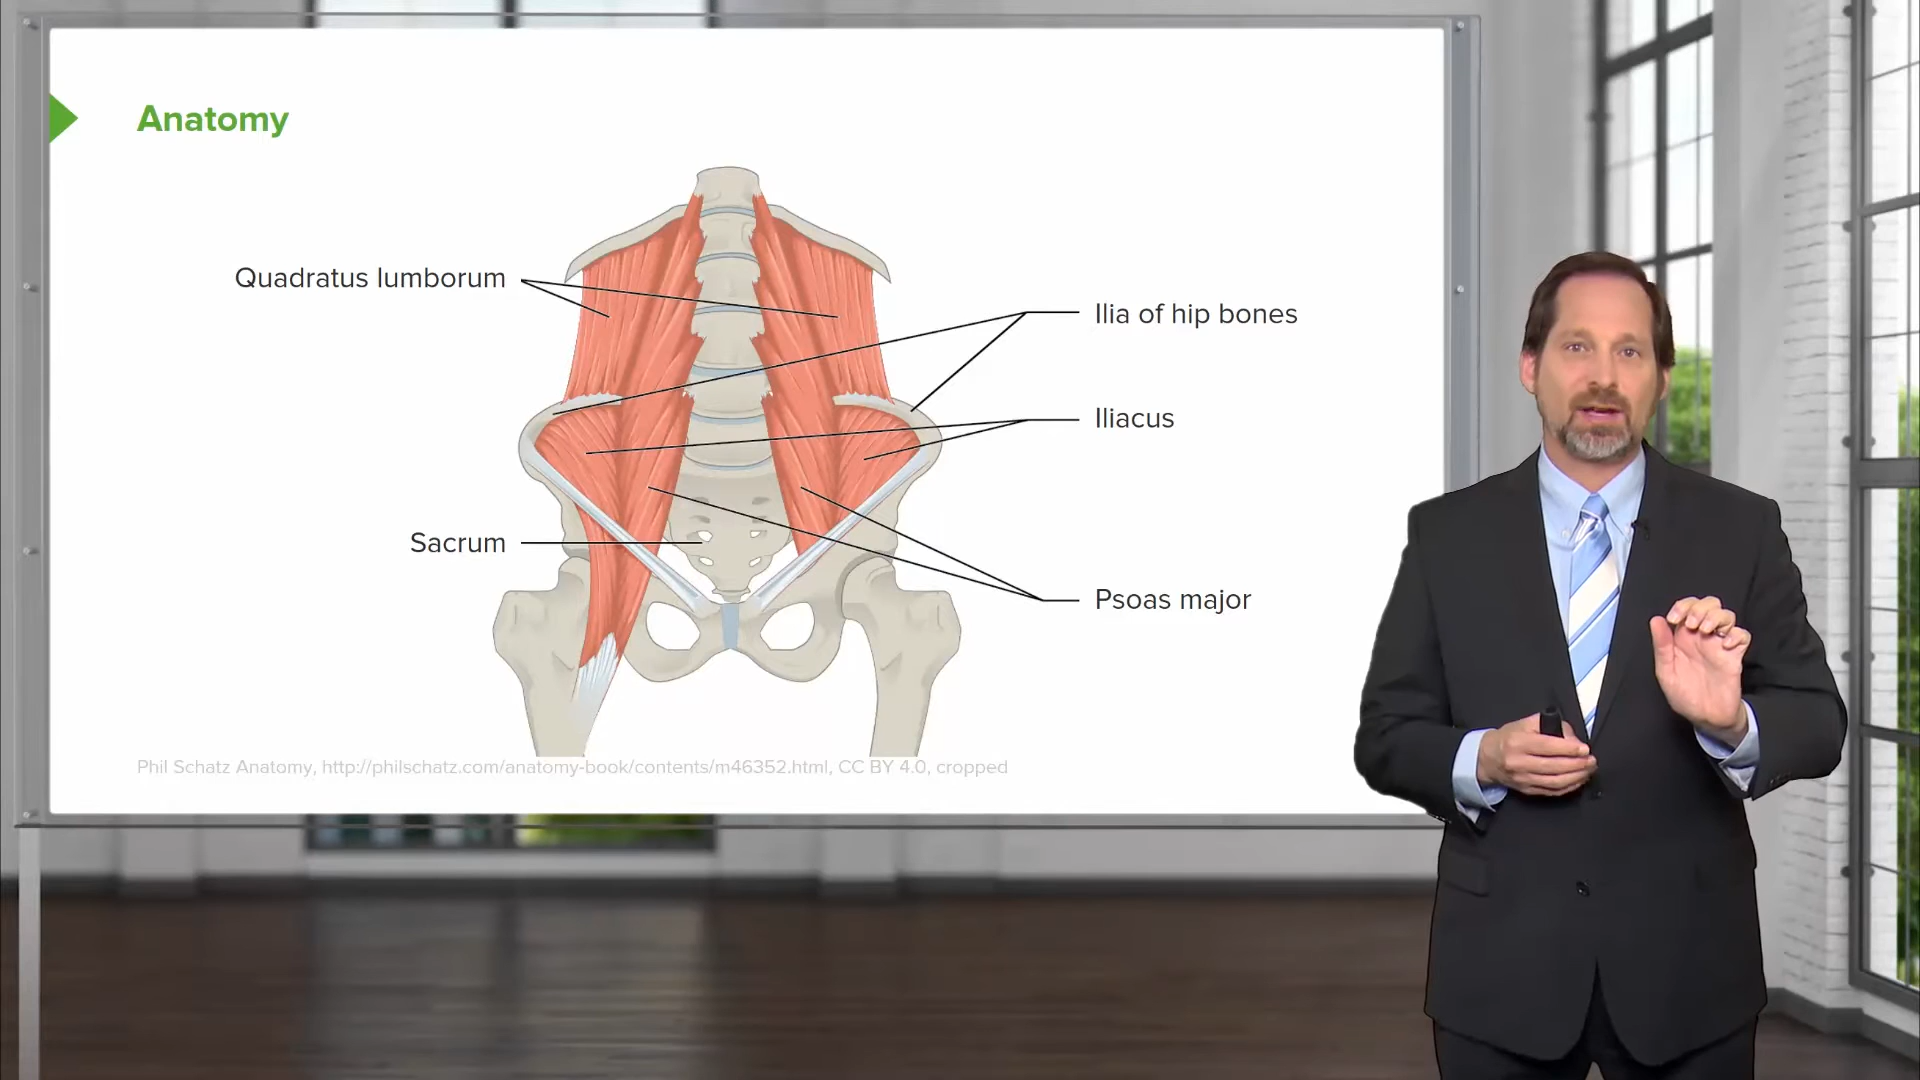 Anatomy
Quadratus lumborum
Ilia of hip bones
Iliacus
Sacrum
Psoas major
Phil Schatz Anatomy, http://philschatz.com/anatomy-book/contents/m46352.html, CC BY 4.0, cropped